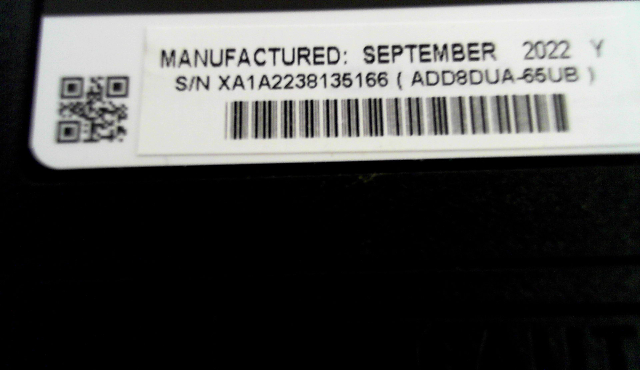 MANUFACTURED: SEPTEMBER 2022 Y
S/N XA1A2238135166 ( ADD8DUA-65UB )